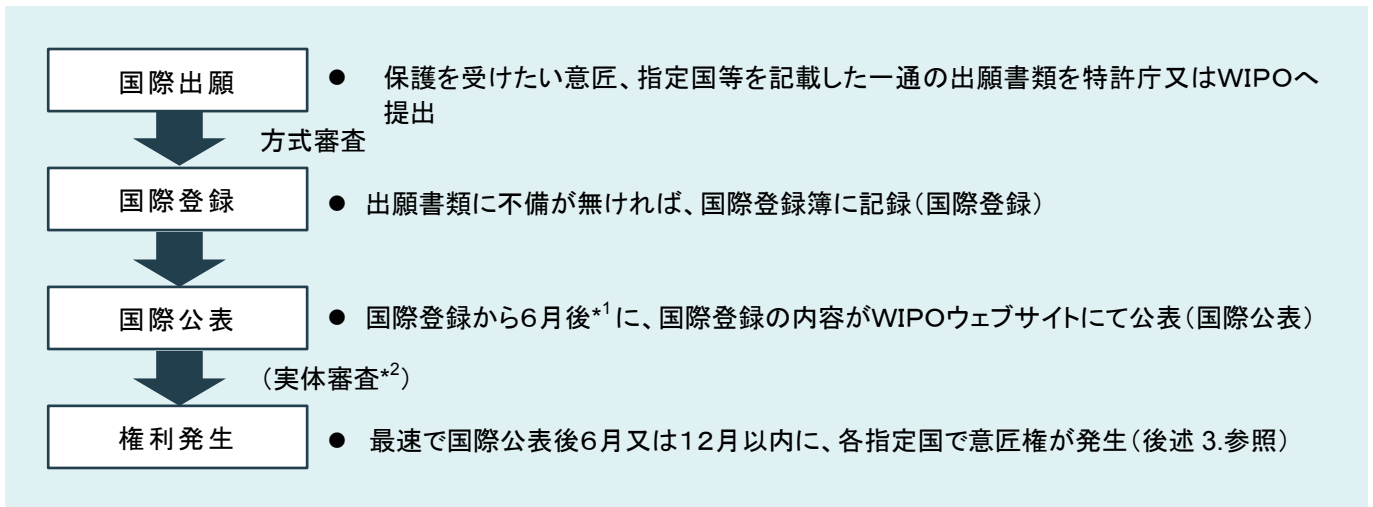 国際出願
● 保護を受けたい意匠、指定国等を記載した一通の出願書類を特許庁又はWIPOへ
提出
方式審査
国際登録
● 出願書類に不備が無ければ、国際登録簿に記録(国際登録)
国際公表
● 国際登録から6月後*1に、国際登録の内容がWIPOウェブサイトにて公表(国際公表)
(実体審査*2)
権利発生
● 最速で国際公表後6月又は12月以内に、各指定国で意匠権が発生(後述 3.参照)